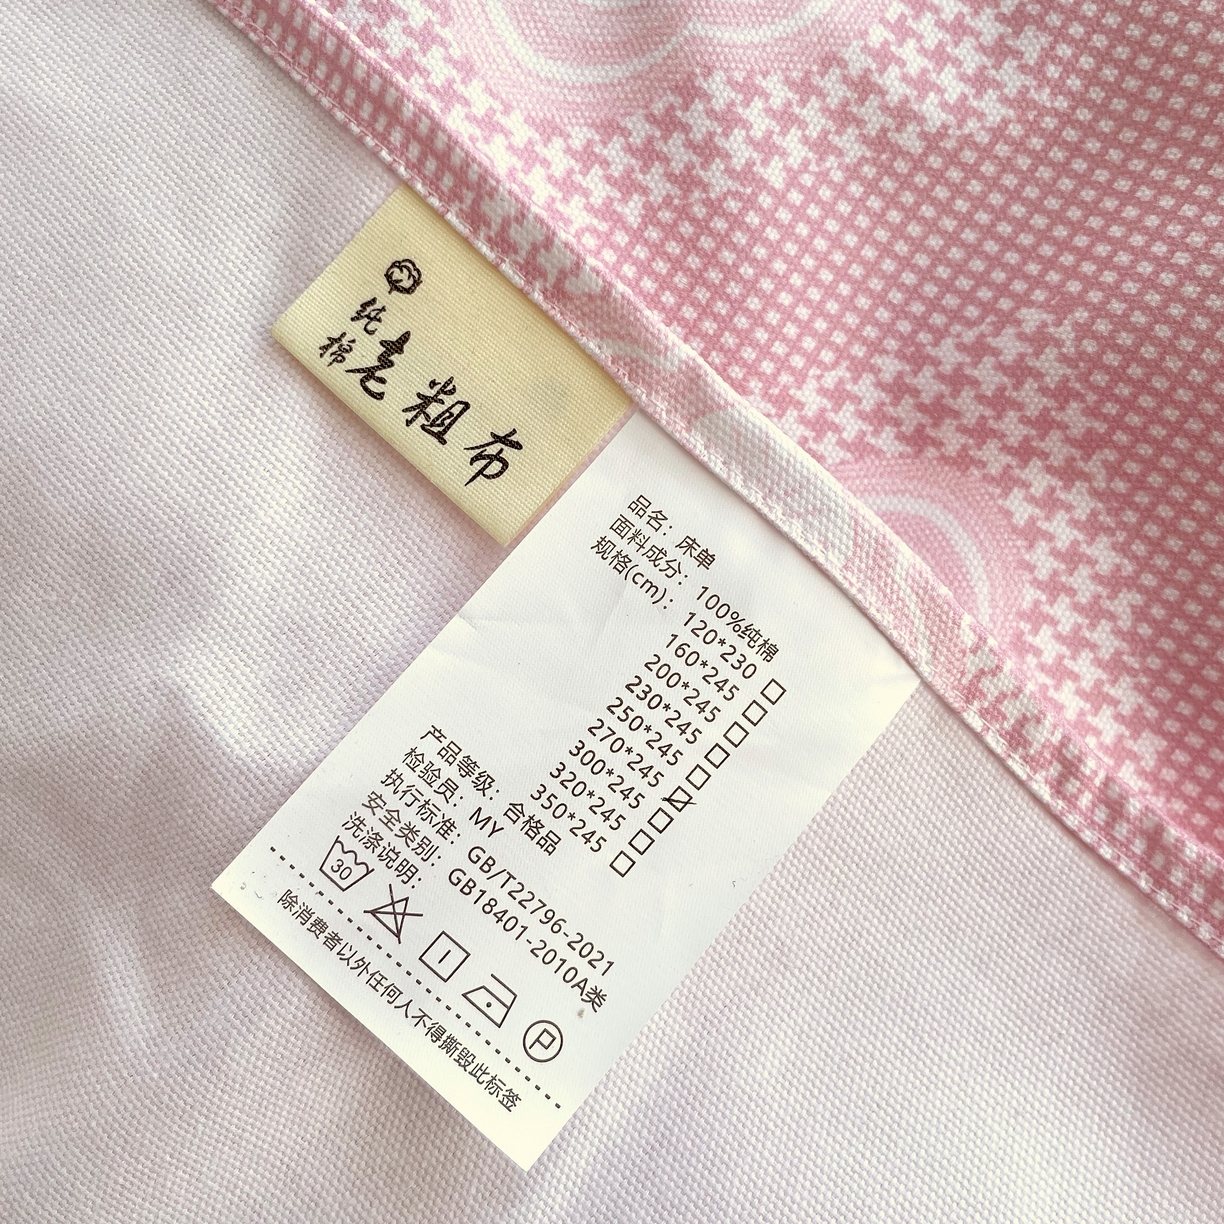 纯棉
老粗布
品名：床单
面料成分：100%纯棉
规格(cm)：120*230 □
160*245 □
200*245 □
230*245 □
250*245 □
270*245 ☑
300*245 □
320*245 □
350*245 □
产品等级：合格品
检验员：MY
执行标准：GB/T22796-2021
安全类别：GB18401-2010A类
洗涤说明：
30
P
除消费者以外任何人不得撕毁此标签